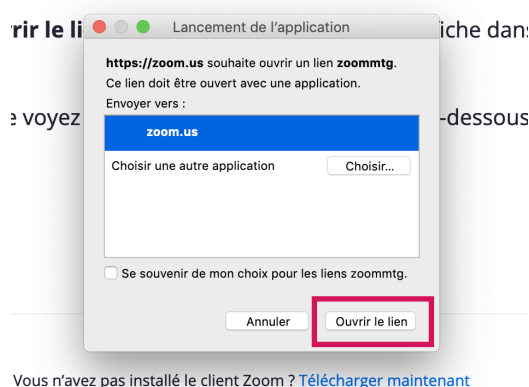 Lancement de l'application
rir le li
iche dans
https://zoom.us souhaite ouvrir un lien zoommtg.
Ce lien doit être ouvert avec une application.
Envoyer vers :
e voyez
-dessous
zoom.us
Choisir une autre application
Choisir...
Se souvenir de mon choix pour les liens zoommtg.
Annuler
Ouvrir le lien
Vous n'avez pas installé le client Zoom ? Télécharger maintenant